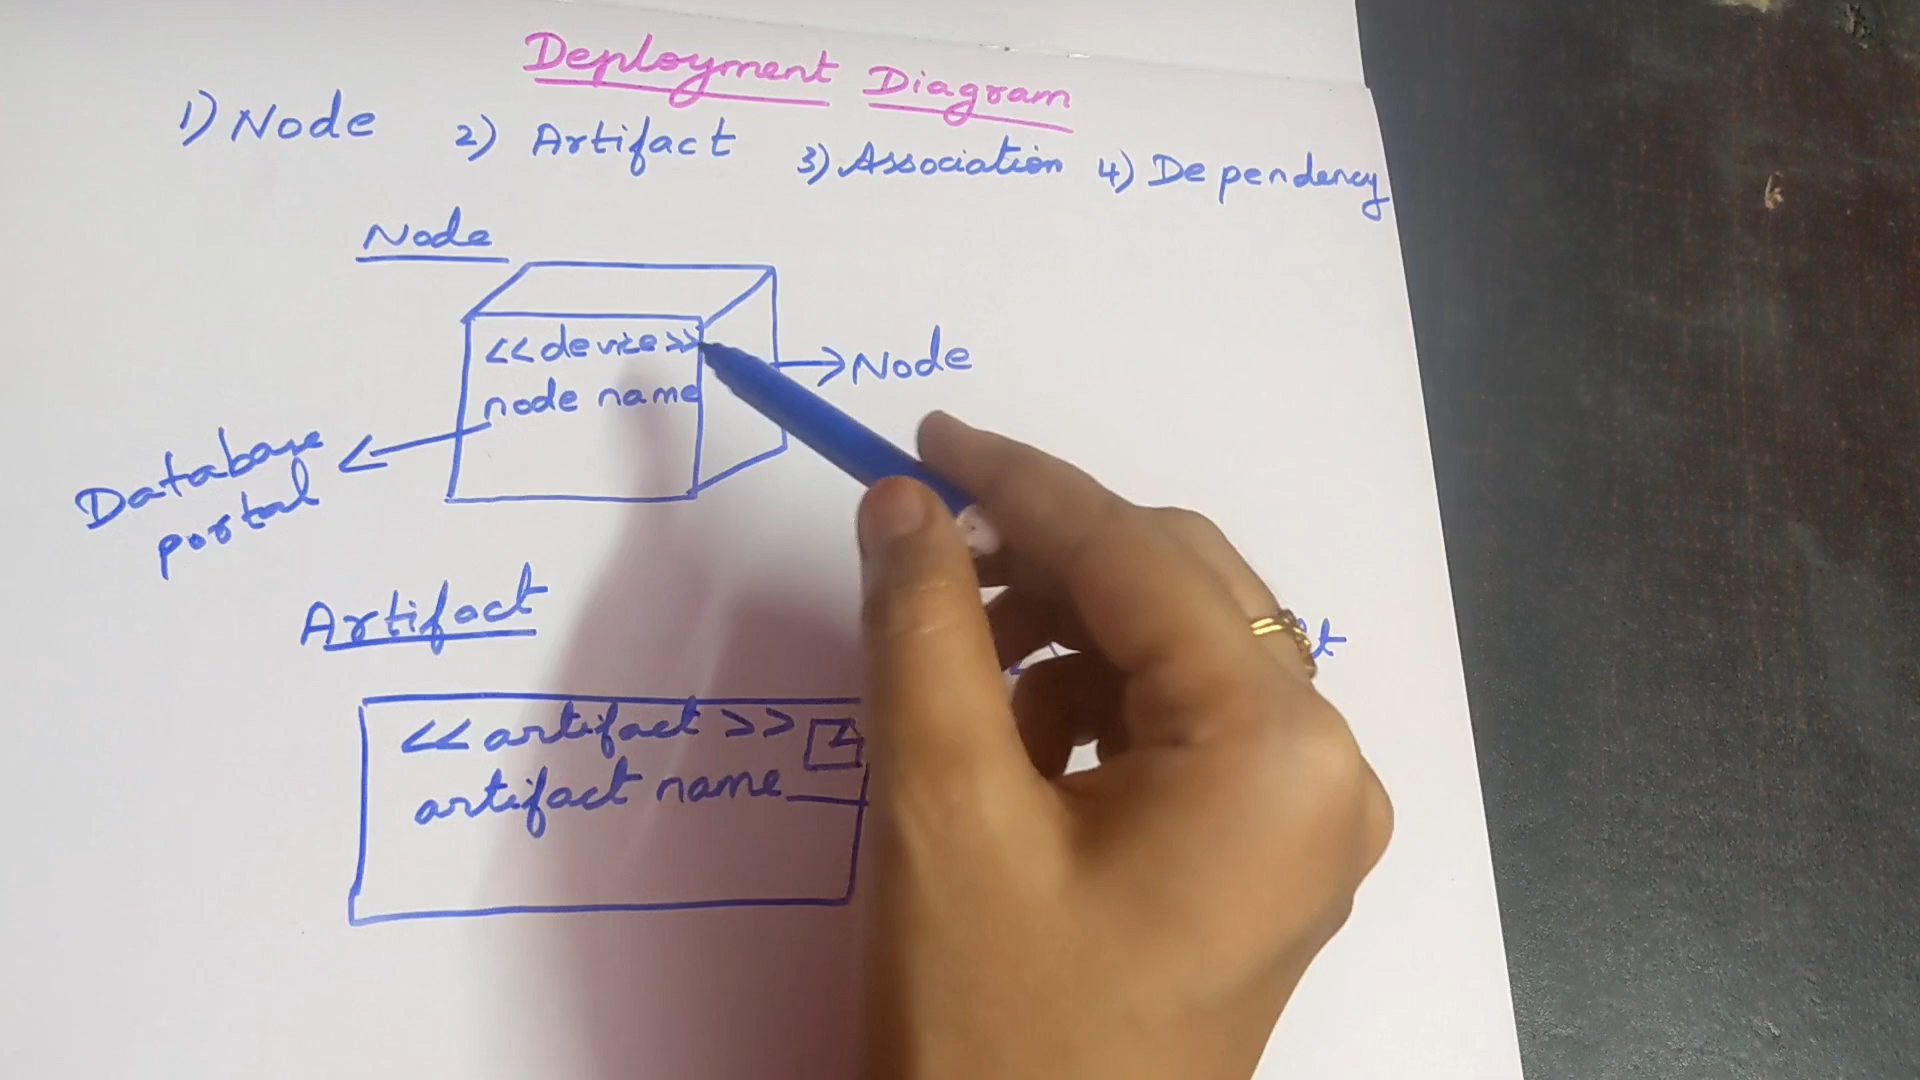 Deployment Diagram
1) Node 2) Artifact 3) Association 4) Dependency
Node
<<device>>
node name
Node
Database
portal
Artifact
<<artifact>>
artifact name